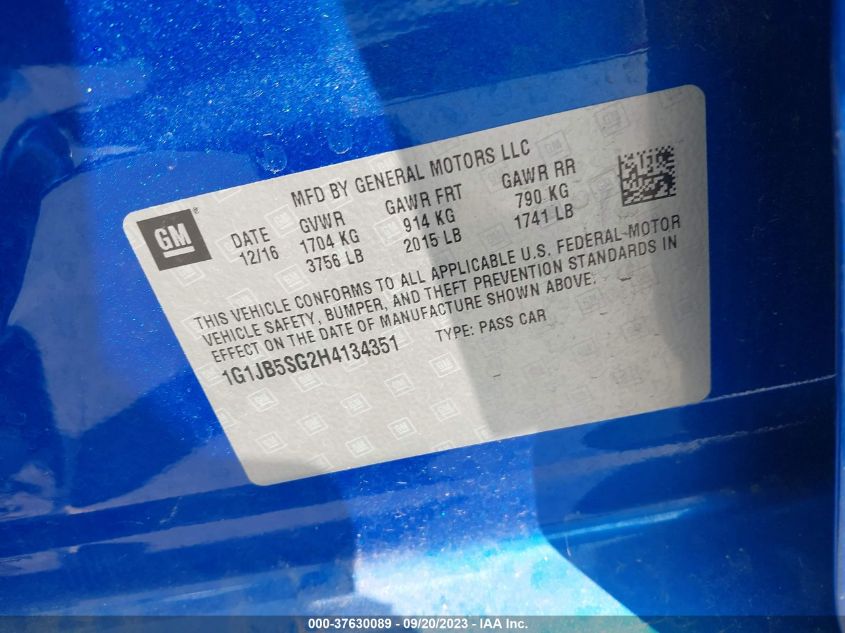 MFD BY GENERAL MOTORS LLC
GM®
DATE GVWR GAWR FRT GAWR RR
12/16 1704 KG 914 KG 790 KG
3756 LB 2015 LB 1741 LB
THIS VEHICLE CONFORMS TO ALL APPLICABLE U.S. FEDERAL MOTOR
VEHICLE SAFETY, BUMPER, AND THEFT PREVENTION STANDARDS IN
EFFECT ON THE DATE OF MANUFACTURE SHOWN ABOVE.
1G1JB5SG2H4134351 TYPE: PASS CAR
000-37630089 - 09/20/2023 - IAA Inc.